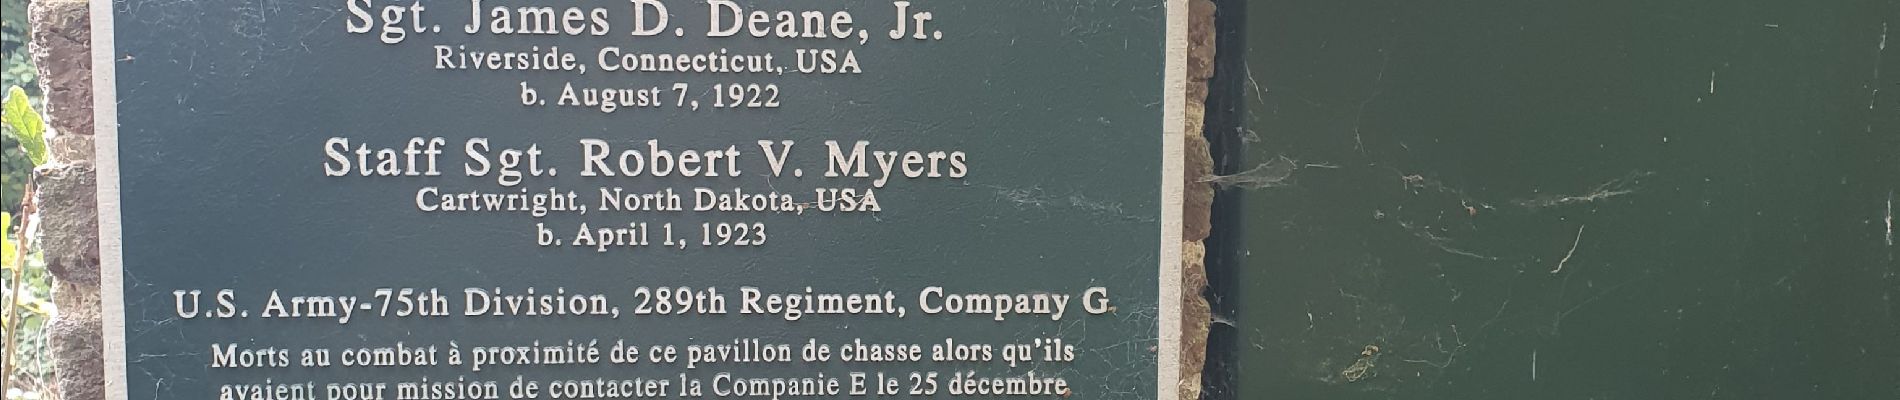 Sgt. James D. Deane, Jr.
Riverside, Connecticut, USA
b. August 7, 1922
Staff Sgt. Robert V. Myers
Cartwright, North Dakota, USA
b. April 1, 1923
U.S. Army-75th Division, 289th Regiment, Company G
Morts au combat à proximité de ce pavillon de chasse alors qu'ils
avaient pour mission de contacter la Companie E le 25 décembre